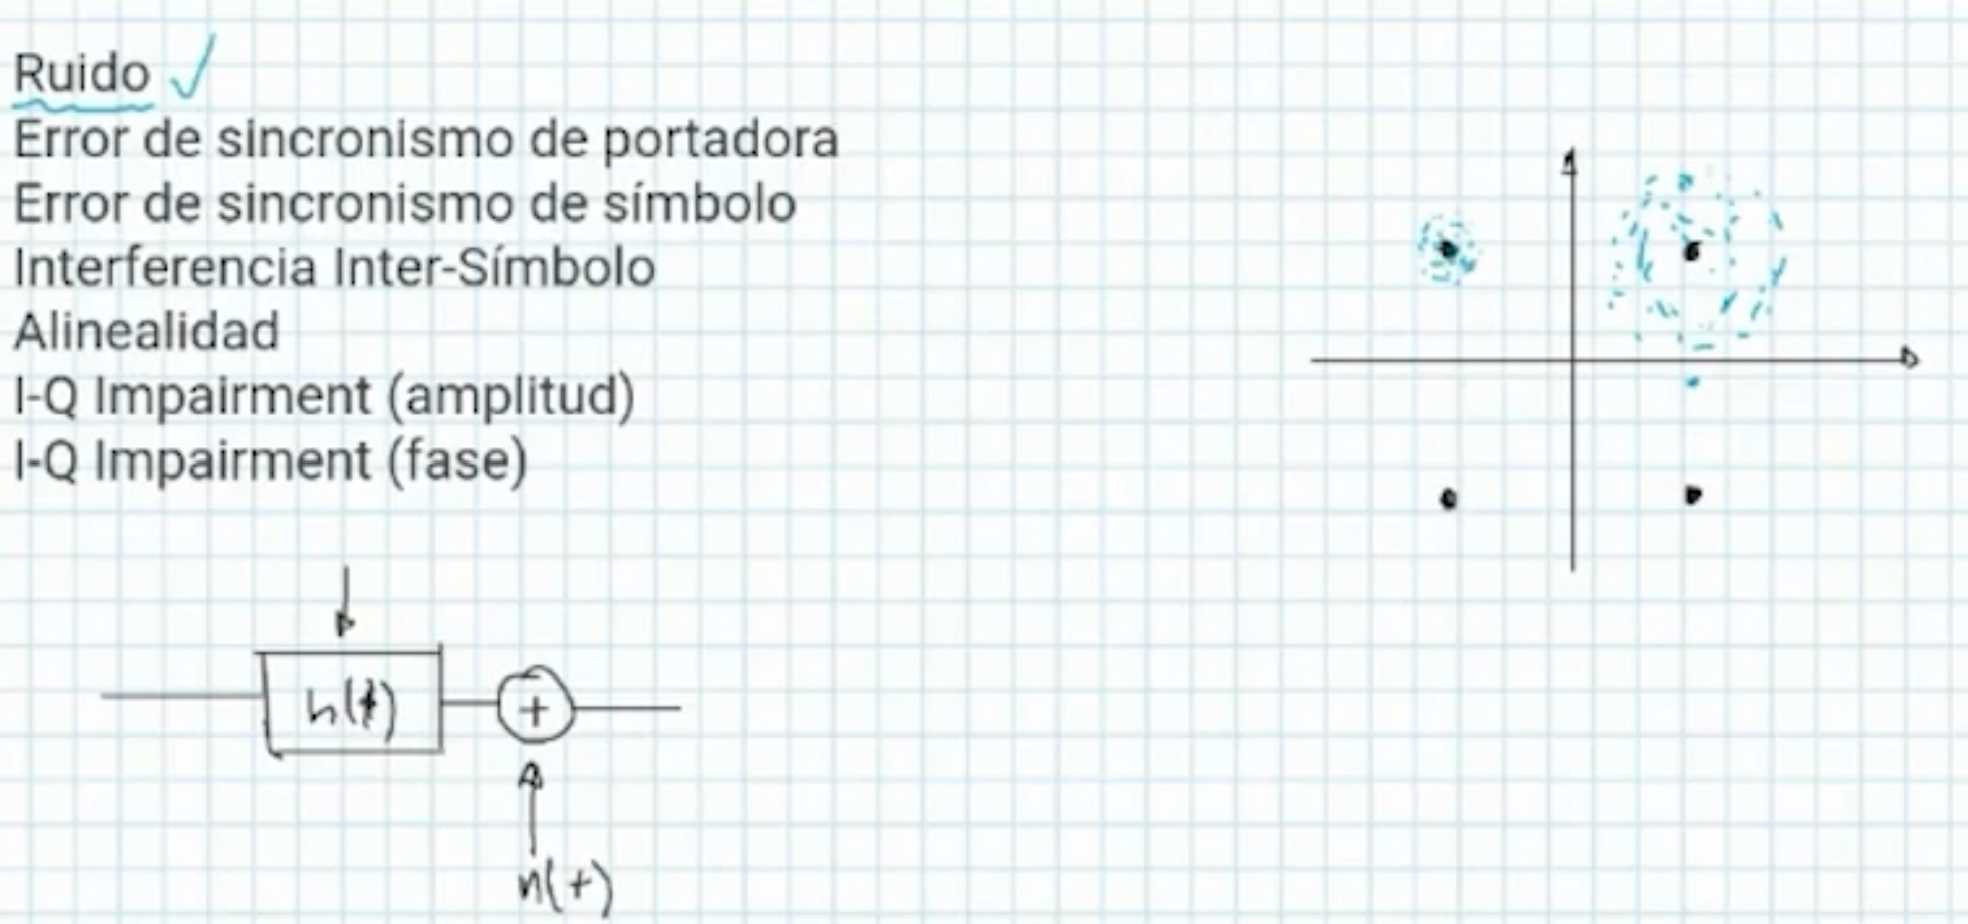 Ruido
Error de sincronismo de portadora
Error de sincronismo de símbolo
Interferencia Inter-Símbolo
Alinealidad
I-Q Impairment (amplitud)
I-Q Impairment (fase)
h(t)
+
n(t)